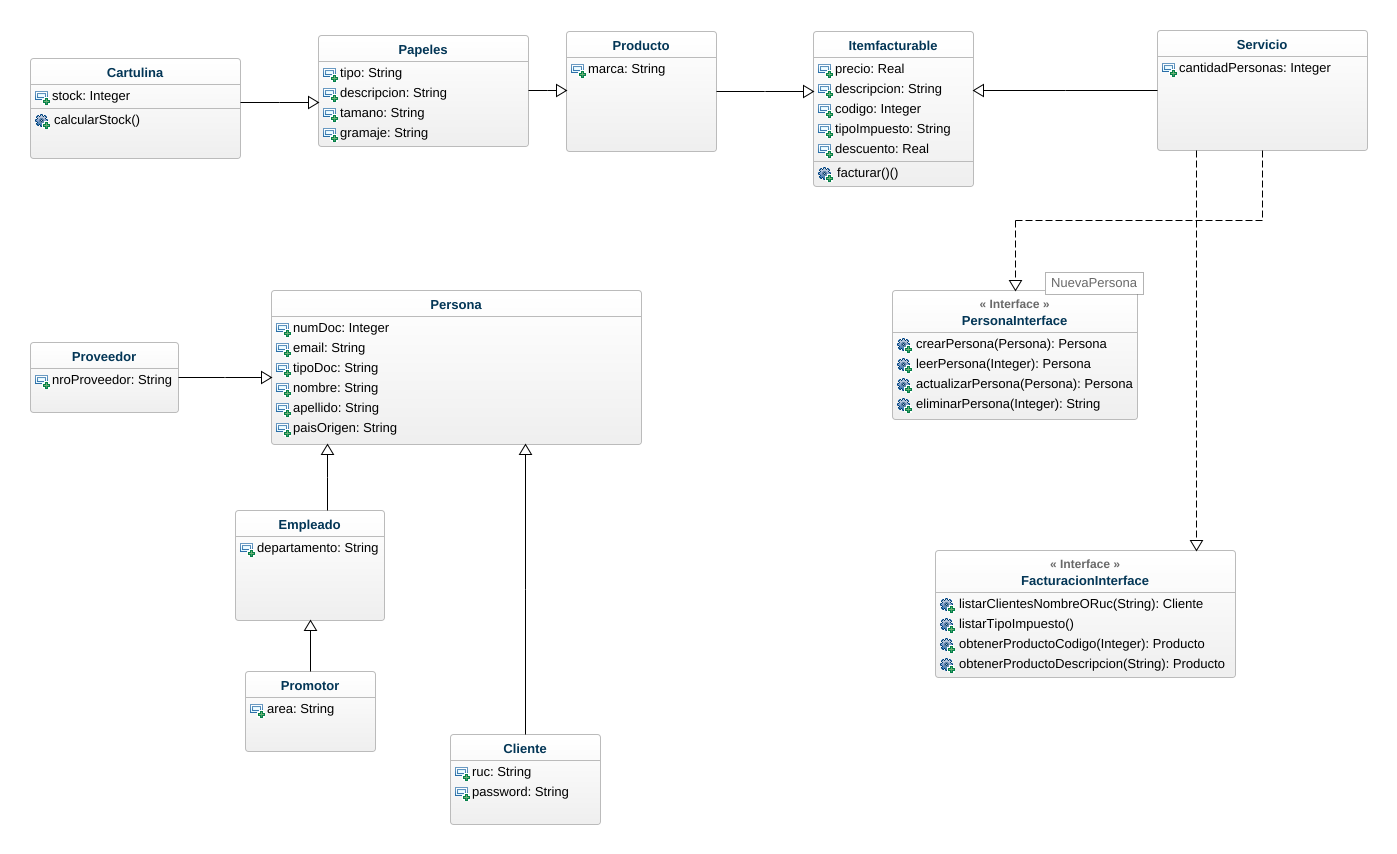 Cartulina
stock: Integer
calcularStock()
Papeles
tipo: String
descripcion: String
tamano: String
gramaje: String
Producto
marca: String
Itemfacturable
precio: Real
descripcion: String
codigo: Integer
tipoImpuesto: String
descuento: Real
facturar()()
Servicio
cantidadPersonas: Integer
Proveedor
nroProveedor: String
Persona
numDoc: Integer
email: String
tipoDoc: String
nombre: String
apellido: String
paisOrigen: String
NuevaPersona
« Interface »
PersonaInterface
crearPersona(Persona): Persona
leerPersona(Integer): Persona
actualizarPersona(Persona): Persona
eliminarPersona(Integer): String
Empleado
departamento: String
Promotor
area: String
Cliente
ruc: String
password: String
« Interface »
FacturacionInterface
listarClientesNombreORuc(String): Cliente
listarTipoImpuesto()
obtenerProductoCodigo(Integer): Producto
obtenerProductoDescripcion(String): Producto